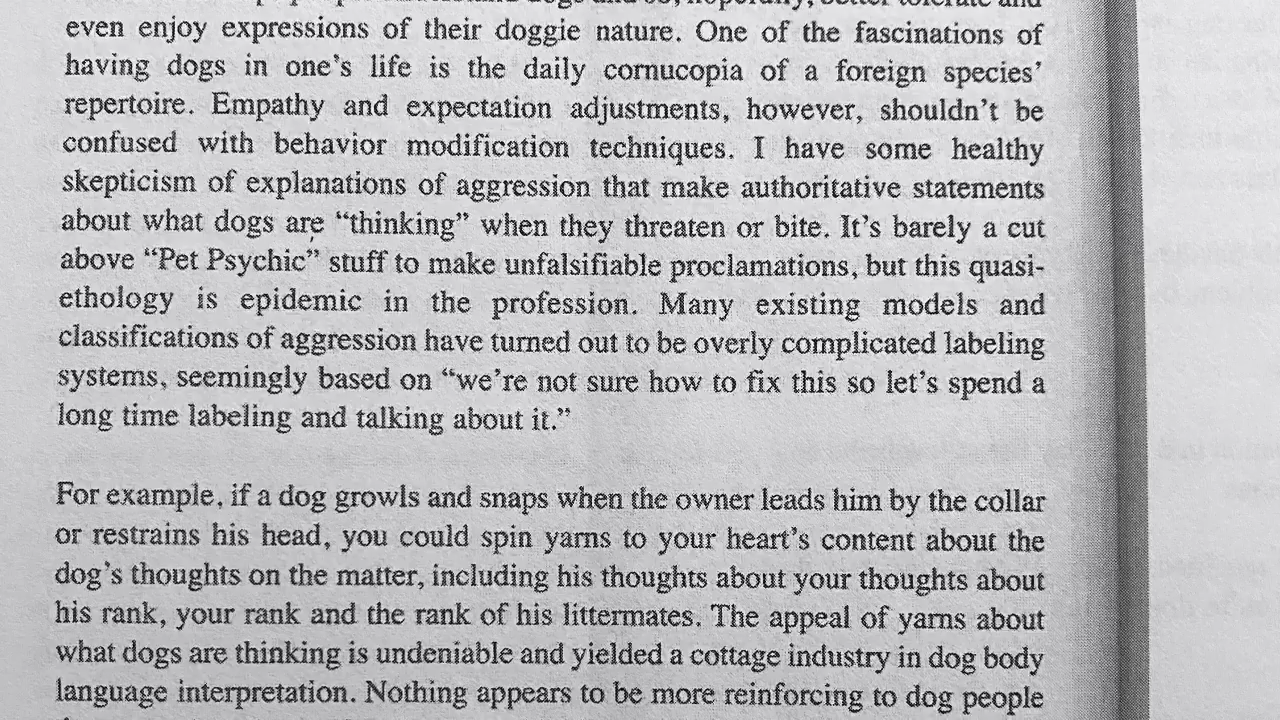 even enjoy expressions of their doggie nature. One of the fascinations of
having dogs in one's life is the daily cornucopia of a foreign species'
repertoire. Empathy and expectation adjustments, however, shouldn't be
confused with behavior modification techniques. I have some healthy
skepticism of explanations of aggression that make authoritative statements
about what dogs are “thinking” when they threaten or bite. It's barely a cut
above “Pet Psychic” stuff to make unfalsifiable proclamations, but this quasi-
ethology is epidemic in the profession. Many existing models and
classifications of aggression have turned out to be overly complicated labeling
systems, seemingly based on “we're not sure how to fix this so let's spend a
long time labeling and talking about it.”
For example, if a dog growls and snaps when the owner leads him by the collar
or restrains his head, you could spin yarns to your heart's content about the
dog's thoughts on the matter, including his thoughts about your thoughts about
his rank, your rank and the rank of his littermates. The appeal of yarns about
what dogs are thinking is undeniable and yielded a cottage industry in dog body
language interpretation. Nothing appears to be more reinforcing to dog people